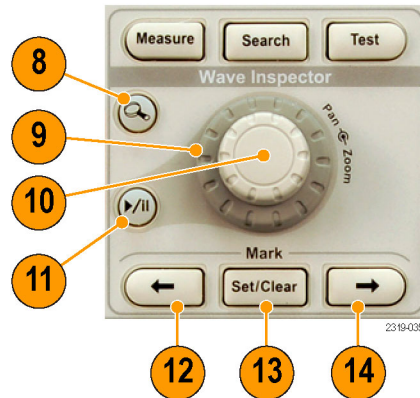 Measure Search Test
Wave Inspector
8
9
Pan Zoom
10
11
▶/II
Mark
← Set/Clear →
2319-035
12 13 14